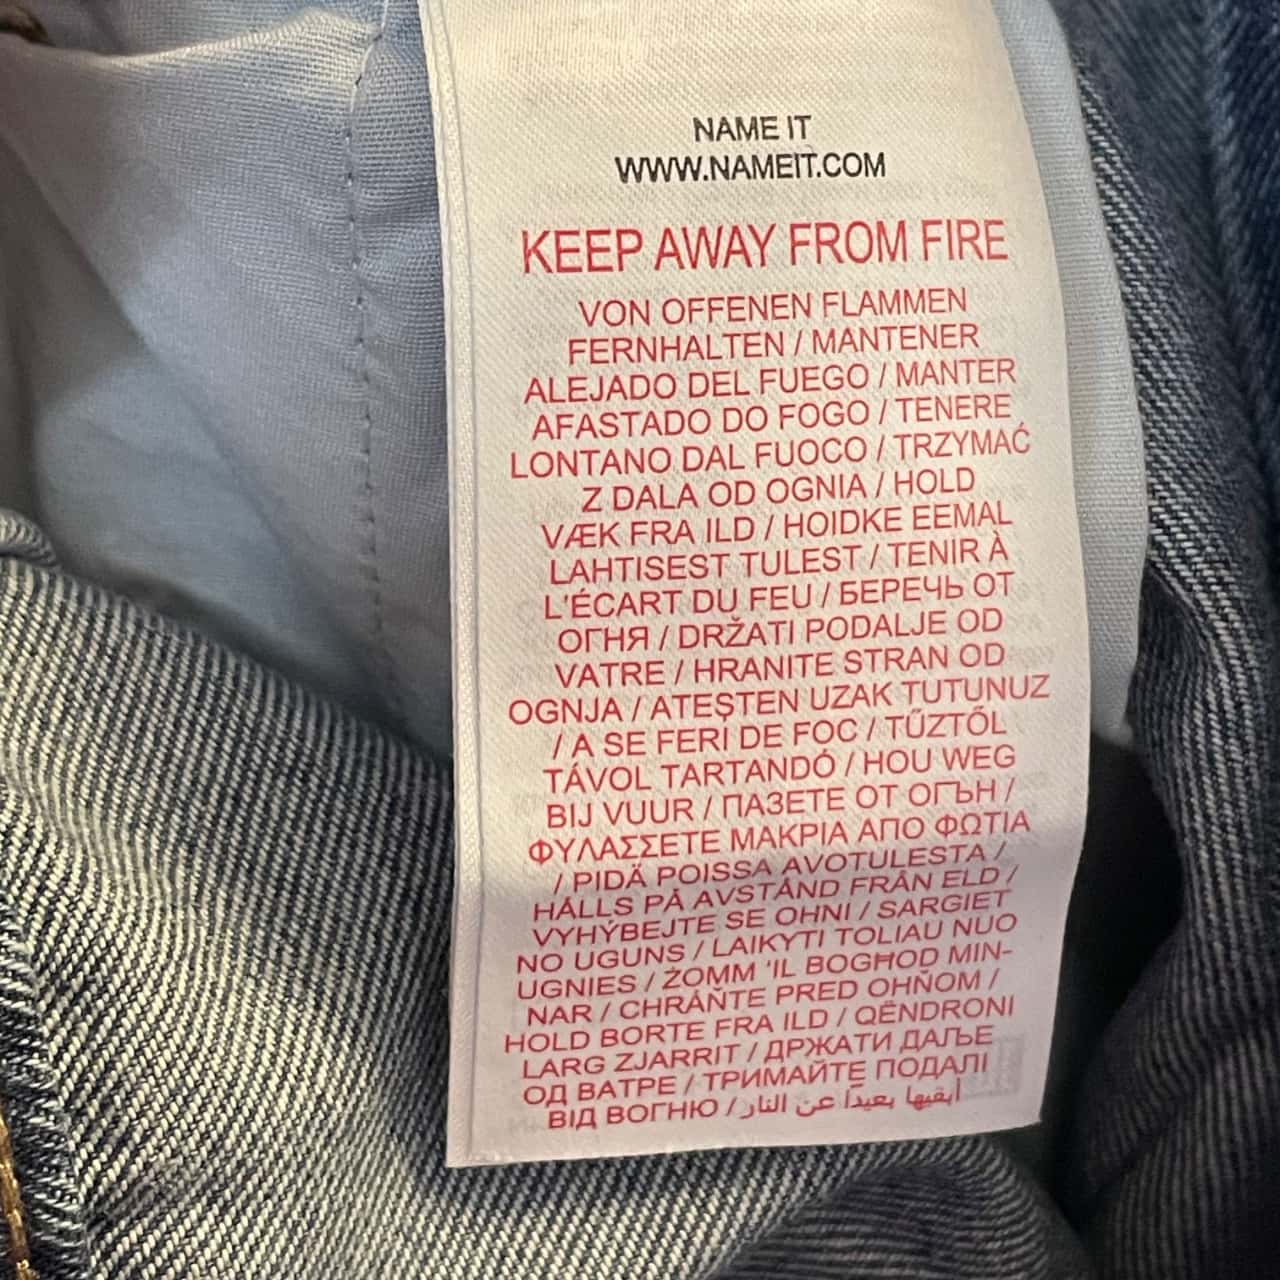 NAME IT
WWW.NAMEIT.COM
KEEP AWAY FROM FIRE
VON OFFENEN FLAMMEN
FERNHALTEN / MANTENER
ALEJADO DEL FUEGO / MANTER
AFASTADO DO FOGO / TENERE
LONTANO DAL FUOCO / TRZYMAĆ
Z DALA OD OGNIA / HOLD
VÆK FRA ILD / HOIDKE EEMAL
LAHTISEST TULEST / TENIR À
L'ÉCART DU FEU / БЕРЕЧЬ ОТ
ОГНЯ / DRŽATI PODALJE OD
VATRE / HRANITE STRAN OD
OGNJA / ATEŞTEN UZAK TUTUNUZ
/ A SE FERI DE FOC / TŰZTŐL
TÁVOL TARTANDÓ / HOU WEG
BIJ VUUR / ПАЗЕТЕ ОТ ОГЪН /
ΦΥΛΑΣΣΕΤΕ ΜΑΚΡΙΑ ΑΠΟ ΦΩΤΙΑ
/ PIDÄ POISSA AVOTULESTA /
HÅLLS PÅ AVSTÅND FRÅN ELD /
VYHÝBEJTE SE OHNI / SARGIET
NO UGUNS / LAIKYTI TOLIAU NUO
UGNIES / ŻOMM 'IL BOGĦOD MIN-
NAR / CHRÁŇTE PRED OHŇOM /
HOLD BORTE FRA ILD / QËNDRONI
LARG ZJARRIT / ДРЖАТИ ДАЉЕ
ОД ВАТРЕ / ТРИМАЙТЕ ПОДАЛІ
ВІД ВОГНЮ / أبقيها بعيدًا عن النار